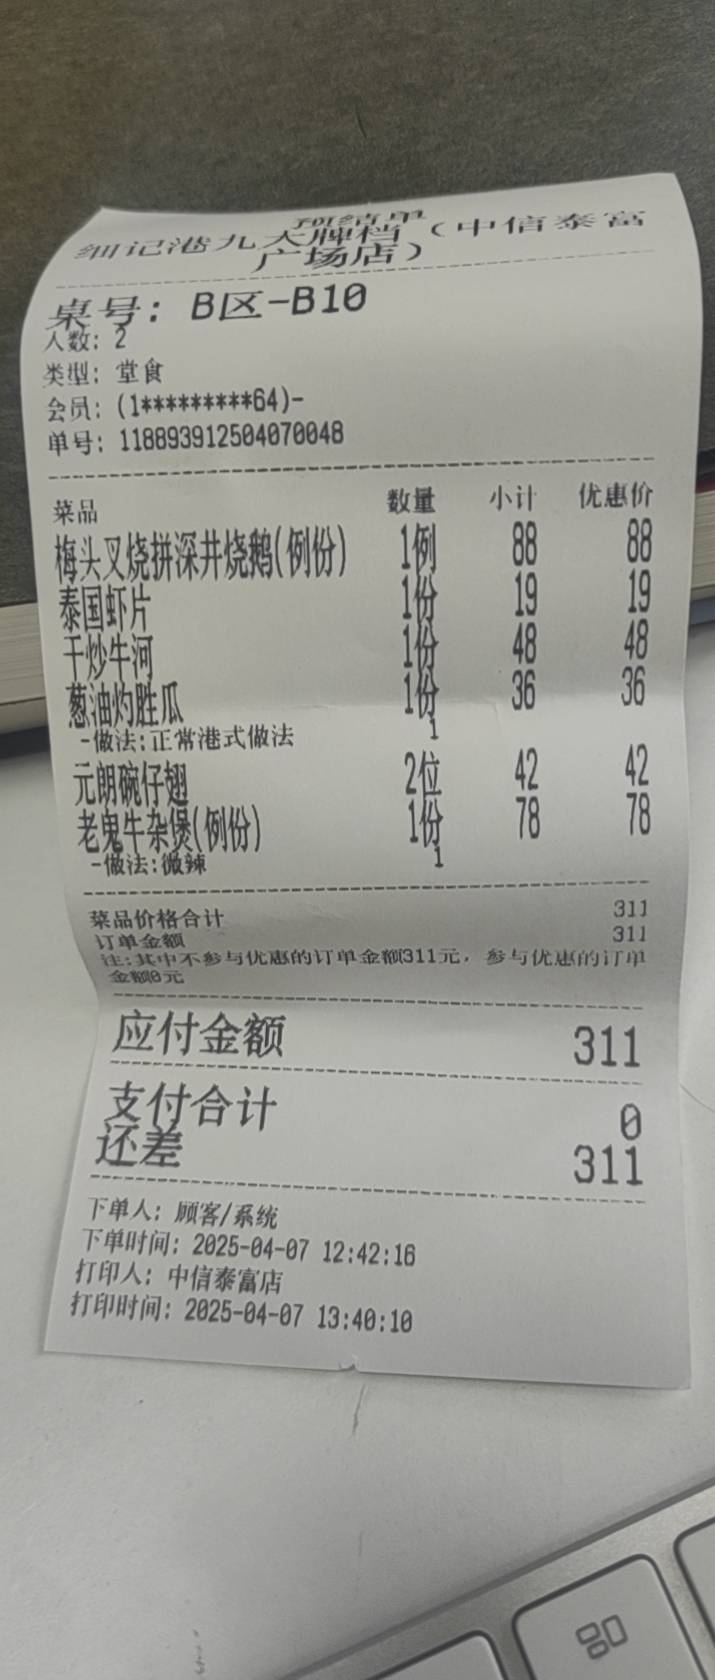 预结单
细记港九大牌档（中信泰富
广场店）
桌号: B区-B10
人数: 2
类型: 堂食
会员: (1*********64)-
单号: 118893912504070048
菜品 数量 小计 优惠价
梅头叉烧拼深井烧鹅(例份) 1例 88 88
泰国虾片 1份 19 19
干炒牛河 1份 48 48
葱油灼胜瓜 1份 36 36
-做法:正常港式做法 1
元朗碗仔翅 2位 42 42
老鬼牛杂煲(例份) 1份 78 78
-做法:微辣 1
菜品价格合计 311
订单金额 311
注:其中不参与优惠的订单金额311元，参与优惠的订单
金额0元
应付金额 311
支付合计 0
还差 311
下单人: 顾客/系统
下单时间: 2025-04-07 12:42:16
打印人: 中信泰富店
打印时间: 2025-04-07 13:40:10